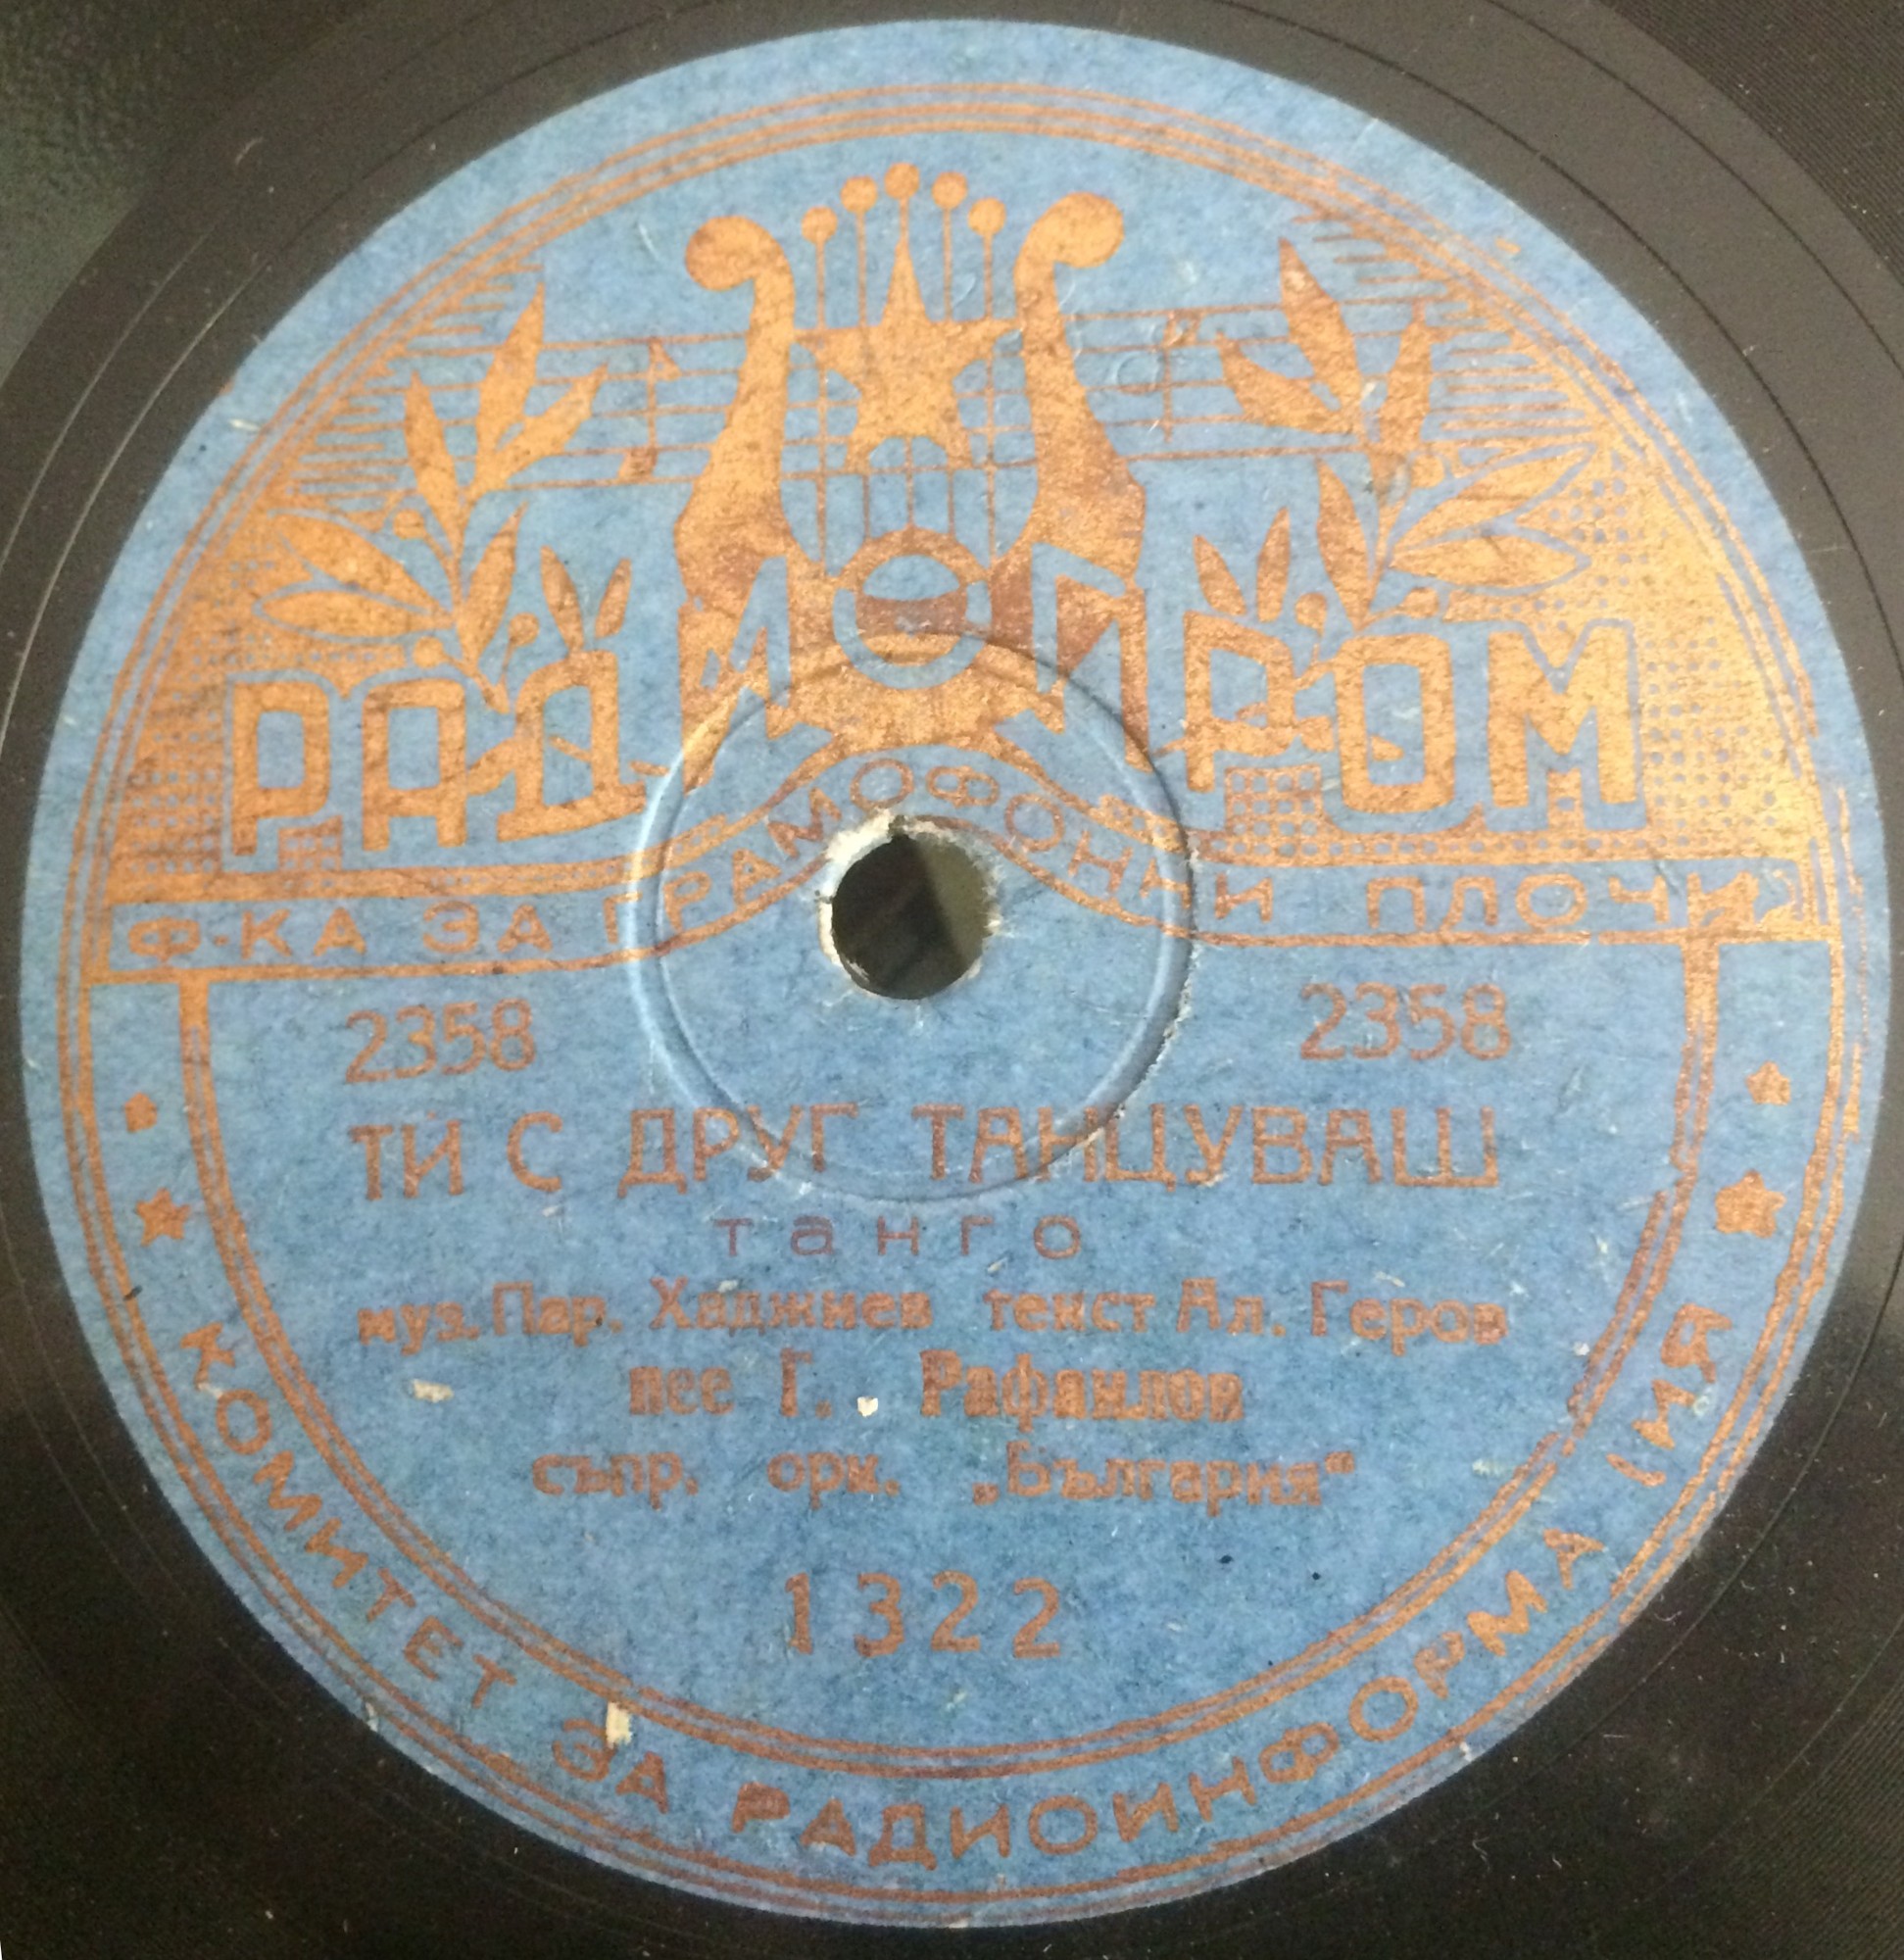 РАДИОПРОМ
Ф-КА ЗА ГРАМОФОННИ ПЛОЧИ
2358 2358
ТИ С ДРУГ ТАНЦУВАШ
танго
муз. Пар. Хаджиев текст Ал. Геров
пее Г. Рафаилов
съпр. орк. „България“
1322
КОМИТЕТ ЗА РАДИОИНФОРМАЦИЯ